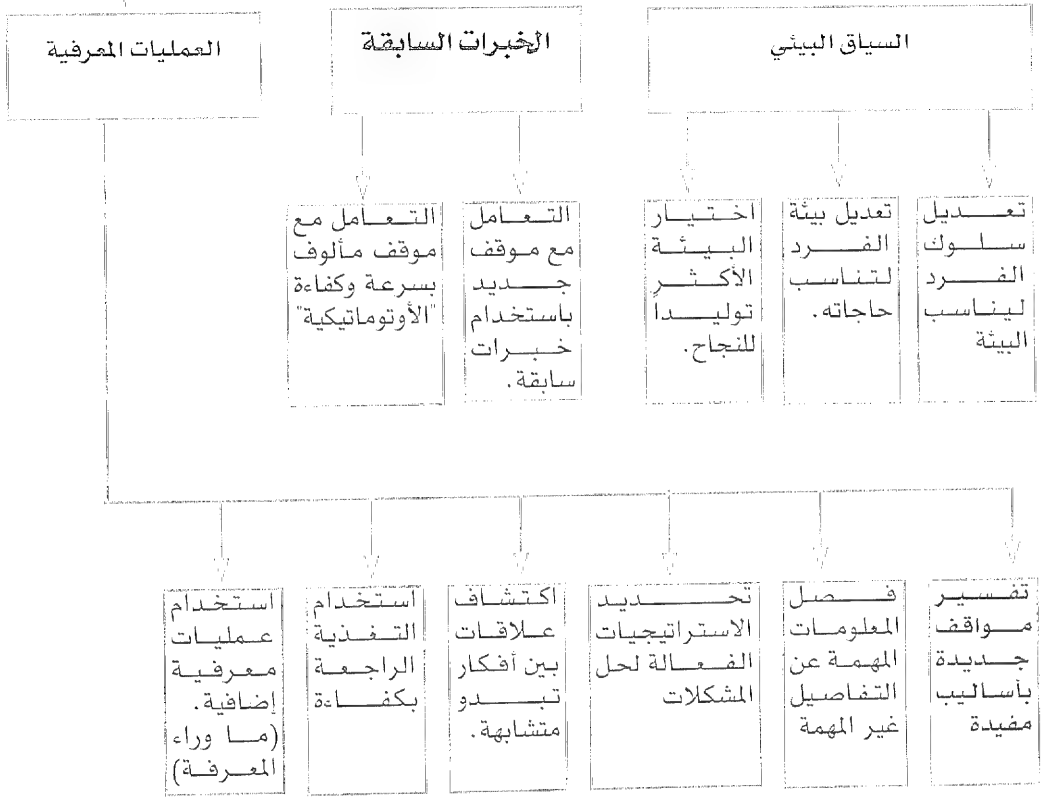 السياق البيئي
الخبرات السابقة
العمليات المعرفية
تعديل
سلوك
الفرد
ليناسب
البيئة
تعديل بيئة
الفرد
لتناسب
حاجاته.
اختيار
البيئة
الأكثر
توليداً
للنجاح.
التعامل
مع موقف
جديد
باستخدام
خبرات
سابقة.
التعامل مع
موقف مألوف
بسرعة وكفاءة
"الأوتوماتيكية"
تفسير
مواقف
جديدة
بأساليب
مفيدة
فصل
المعلومات
المهمة عن
التفاصيل
غير المهمة
تحديد
الاستراتيجيات
الفعالة لحل
المشكلات
اكتشاف
علاقات
بين أفكار
تبدو
متشابهة.
استخدام
التغذية
الراجعة
بكفاءة
استخدام
عمليات
معرفية
إضافية.
(ما وراء
المعرفة)